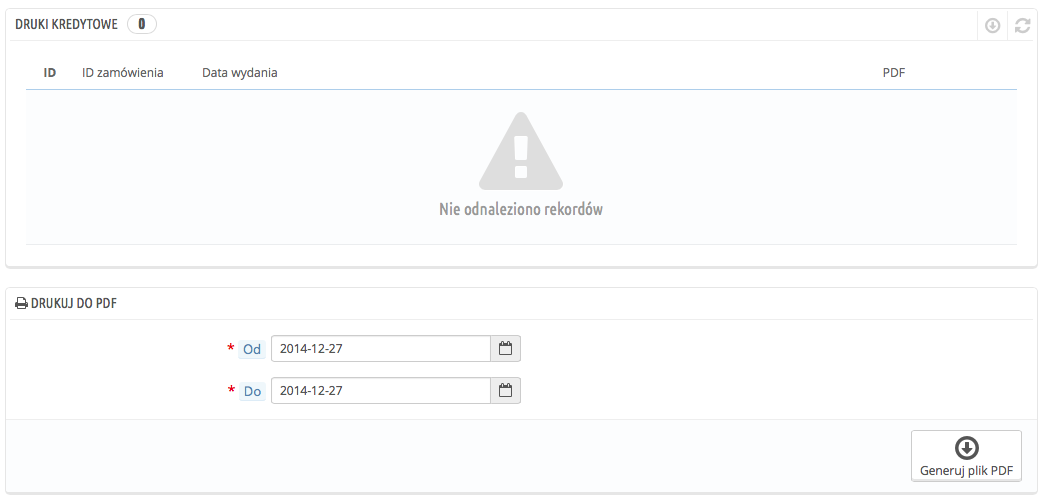 DRUKI KREDYTOWE 0
ID ID zamówienia Data wydania PDF
Nie odnaleziono rekordów
DRUKUJ DO PDF
* Od 2014-12-27
* Do 2014-12-27
Generuj plik PDF